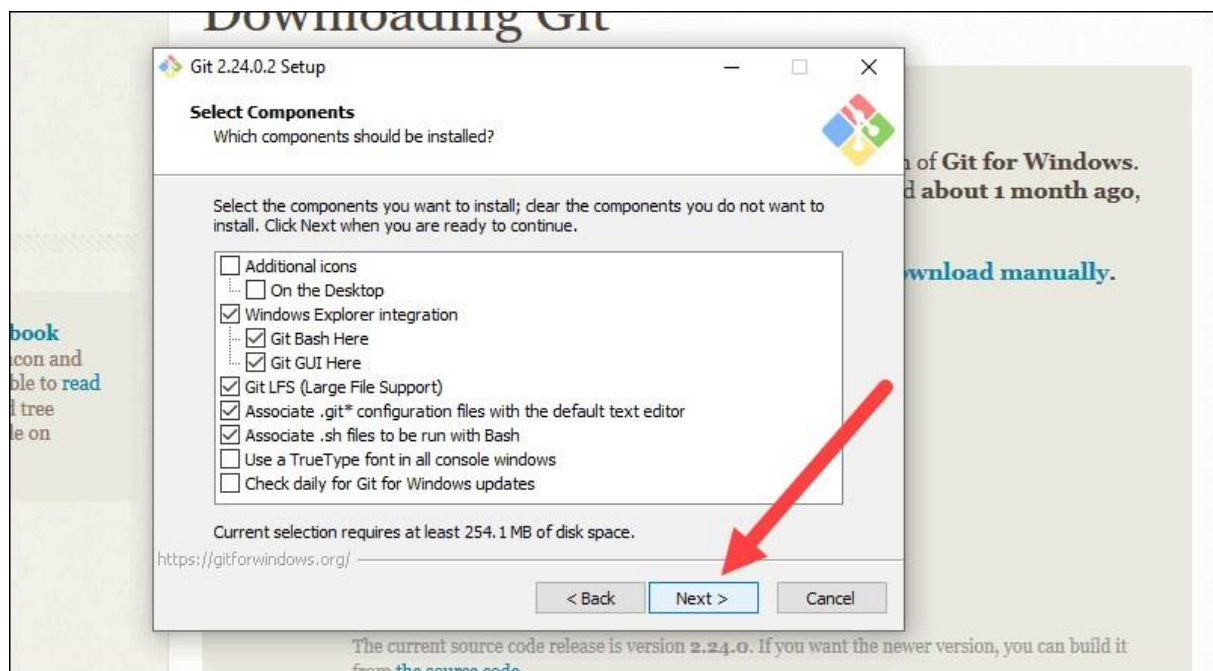 Downloading Git
Git 2.24.0.2 Setup
Select Components
Which components should be installed?
Select the components you want to install; clear the components you do not want to
install. Click Next when you are ready to continue.
Additional icons
On the Desktop
Windows Explorer integration
Git Bash Here
Git GUI Here
Git LFS (Large File Support)
Associate .git* configuration files with the default text editor
Associate .sh files to be run with Bash
Use a TrueType font in all console windows
Check daily for Git for Windows updates
Current selection requires at least 254.1 MB of disk space.
https://gitforwindows.org/
< Back Next > Cancel
of Git for Windows.
about 1 month ago,
download manually.
book
icon and
to read
tree
on
The current source code release is version 2.24.0. If you want the newer version, you can build it
from the source code